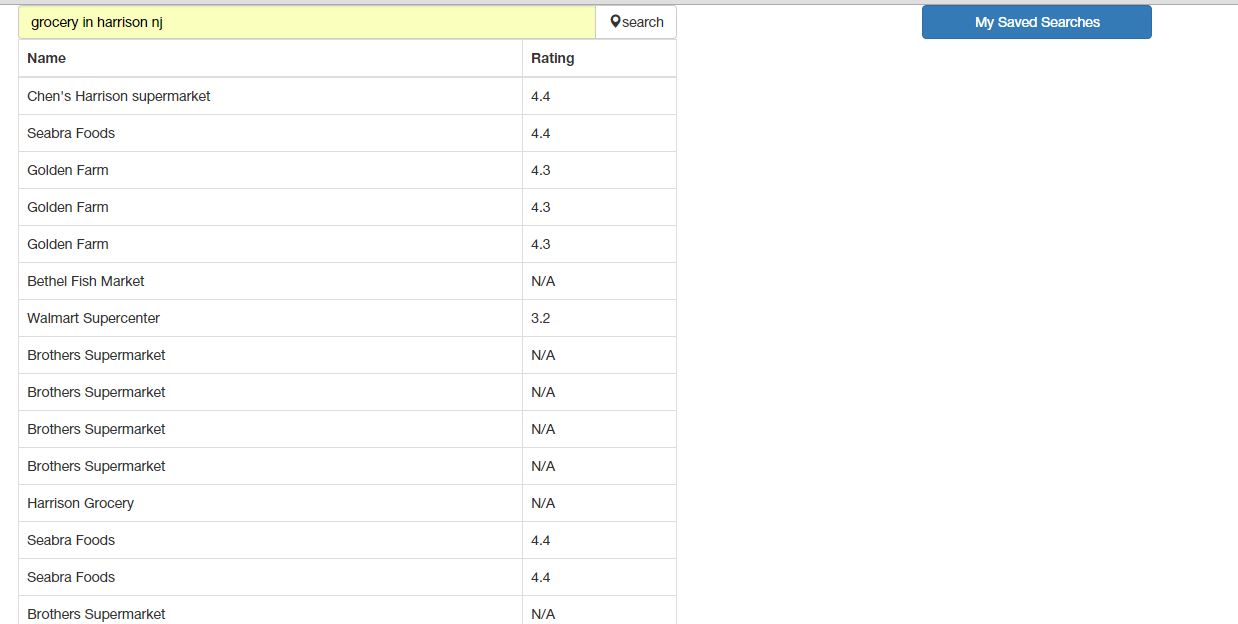 grocery in harrison nj search My Saved Searches
Name Rating
Chen's Harrison supermarket 4.4
Seabra Foods 4.4
Golden Farm 4.3
Golden Farm 4.3
Golden Farm 4.3
Bethel Fish Market N/A
Walmart Supercenter 3.2
Brothers Supermarket N/A
Brothers Supermarket N/A
Brothers Supermarket N/A
Brothers Supermarket N/A
Harrison Grocery N/A
Seabra Foods 4.4
Seabra Foods 4.4
Brothers Supermarket N/A